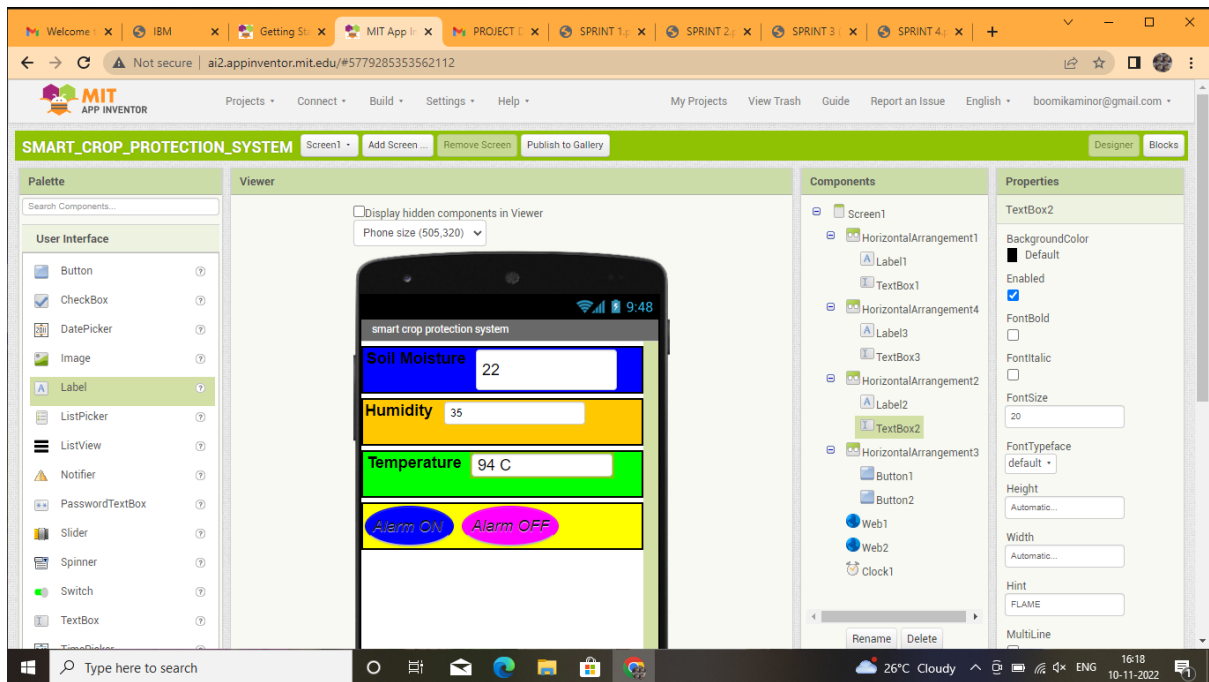 Welcome t
IBM
Getting Sta
MIT App In
PROJECT D
SPRINT 1.p
SPRINT 2.p
SPRINT 3 (
SPRINT 4.p
Not secure | ai2.appinventor.mit.edu/#5779285353562112
MIT
APP INVENTOR
Projects Connect Build Settings Help My Projects View Trash Guide Report an Issue English boomikaminor@gmail.com
SMART_CROP_PROTECTION_SYSTEM Screen1 Add Screen ... Remove Screen Publish to Gallery Designer Blocks
Palette
Search Components...
User Interface
Button
CheckBox
DatePicker
Image
Label
ListPicker
ListView
Notifier
PasswordTextBox
Slider
Spinner
Switch
TextBox
TimePicker
Viewer
Display hidden components in Viewer
Phone size (505,320)
9:48
smart crop protection system
Soil Moisture 22
Humidity 35
Temperature 94 C
Alarm ON Alarm OFF
Components
Screen1
HorizontalArrangement1
Label1
TextBox1
HorizontalArrangement4
Label3
TextBox3
HorizontalArrangement2
Label2
TextBox2
HorizontalArrangement3
Button1
Button2
Web1
Web2
Clock1
Rename Delete
Properties
TextBox2
BackgroundColor
Default
Enabled
FontBold
FontItalic
FontSize
20
FontTypeface
default
Height
Automatic...
Width
Automatic...
Hint
FLAME
MultiLine
Type here to search
26°C Cloudy
ENG
16:18
10-11-2022
1